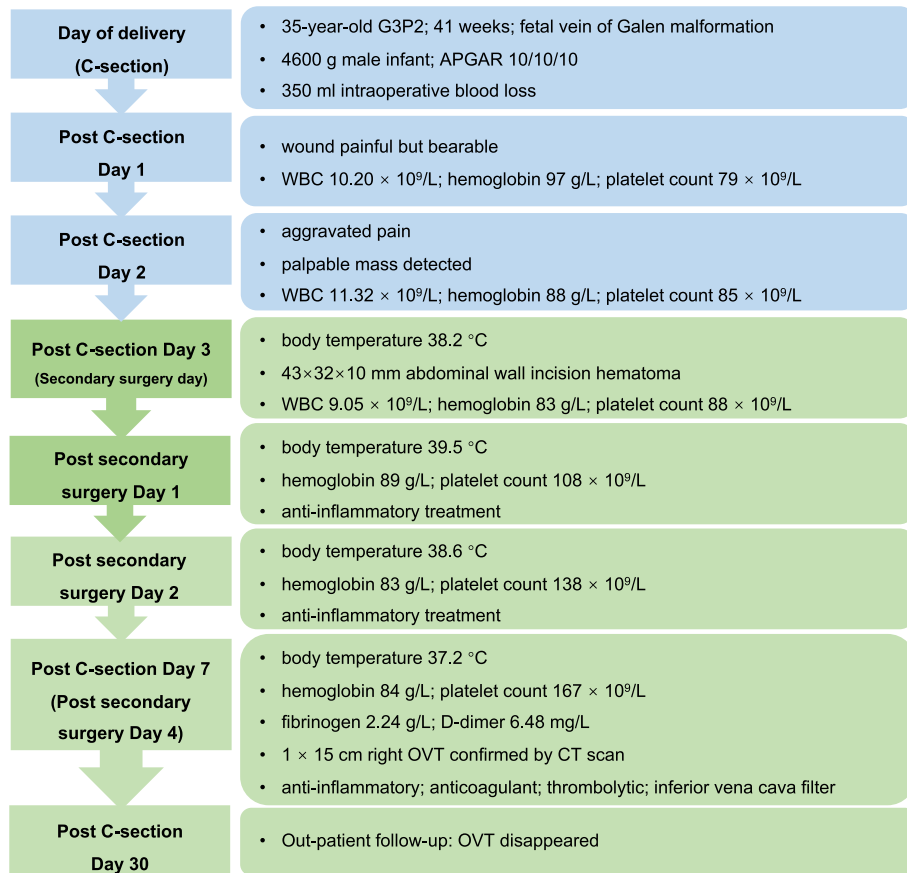 Day of delivery
(C-section)
• 35-year-old G3P2; 41 weeks; fetal vein of Galen malformation
• 4600 g male infant; APGAR 10/10/10
• 350 ml intraoperative blood loss
Post C-section
Day 1
• wound painful but bearable
• WBC 10.20 × 10⁹/L; hemoglobin 97 g/L; platelet count 79 × 10⁹/L
Post C-section
Day 2
• aggravated pain
• palpable mass detected
• WBC 11.32 × 10⁹/L; hemoglobin 88 g/L; platelet count 85 × 10⁹/L
Post C-section Day 3
(Secondary surgery day)
• body temperature 38.2 °C
• 43×32×10 mm abdominal wall incision hematoma
• WBC 9.05 × 10⁹/L; hemoglobin 83 g/L; platelet count 88 × 10⁹/L
Post secondary
surgery Day 1
• body temperature 39.5 °C
• hemoglobin 89 g/L; platelet count 108 × 10⁹/L
• anti-inflammatory treatment
Post secondary
surgery Day 2
• body temperature 38.6 °C
• hemoglobin 83 g/L; platelet count 138 × 10⁹/L
• anti-inflammatory treatment
Post C-section Day 7
(Post secondary
surgery Day 4)
• body temperature 37.2 °C
• hemoglobin 84 g/L; platelet count 167 × 10⁹/L
• fibrinogen 2.24 g/L; D-dimer 6.48 mg/L
• 1 × 15 cm right OVT confirmed by CT scan
• anti-inflammatory; anticoagulant; thrombolytic; inferior vena cava filter
Post C-section
Day 30
• Out-patient follow-up: OVT disappeared